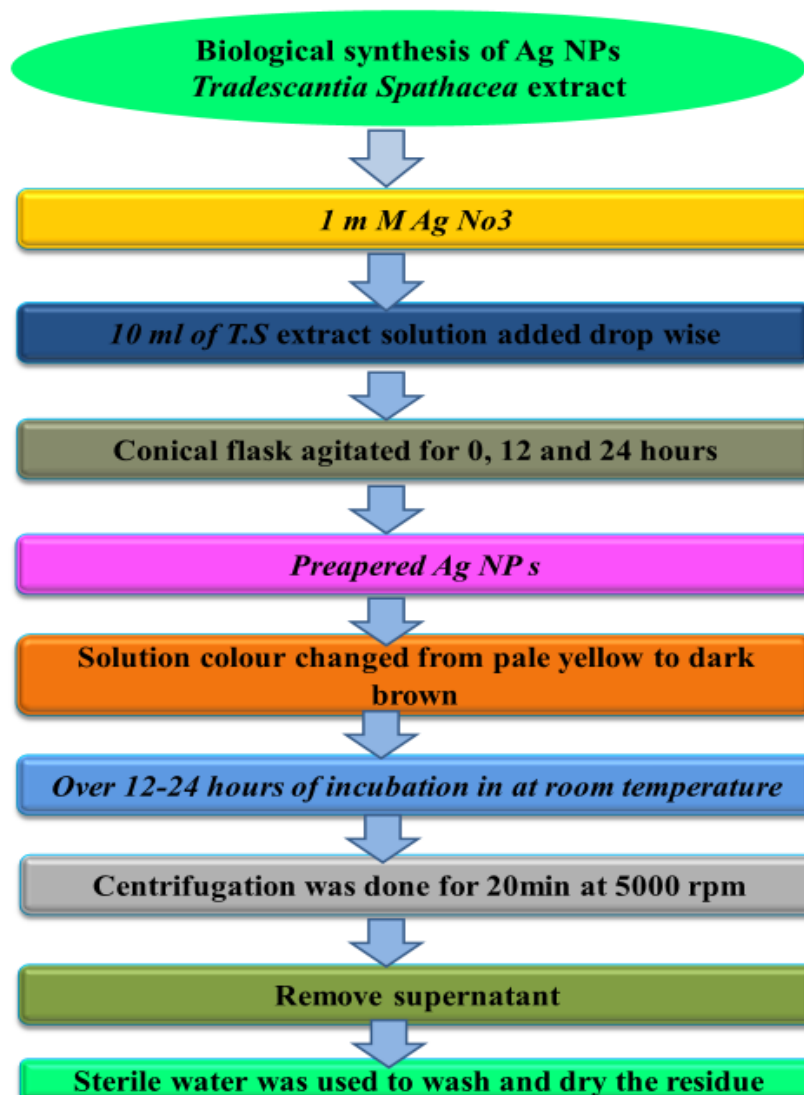 Biological synthesis of Ag NPs
Tradescantia Spathacea extract
1 m M Ag No3
10 ml of T.S extract solution added drop wise
Conical flask agitated for 0, 12 and 24 hours
Preapered Ag NP s
Solution colour changed from pale yellow to dark
brown
Over 12-24 hours of incubation in at room temperature
Centrifugation was done for 20min at 5000 rpm
Remove supernatant
Sterile water was used to wash and dry the residue